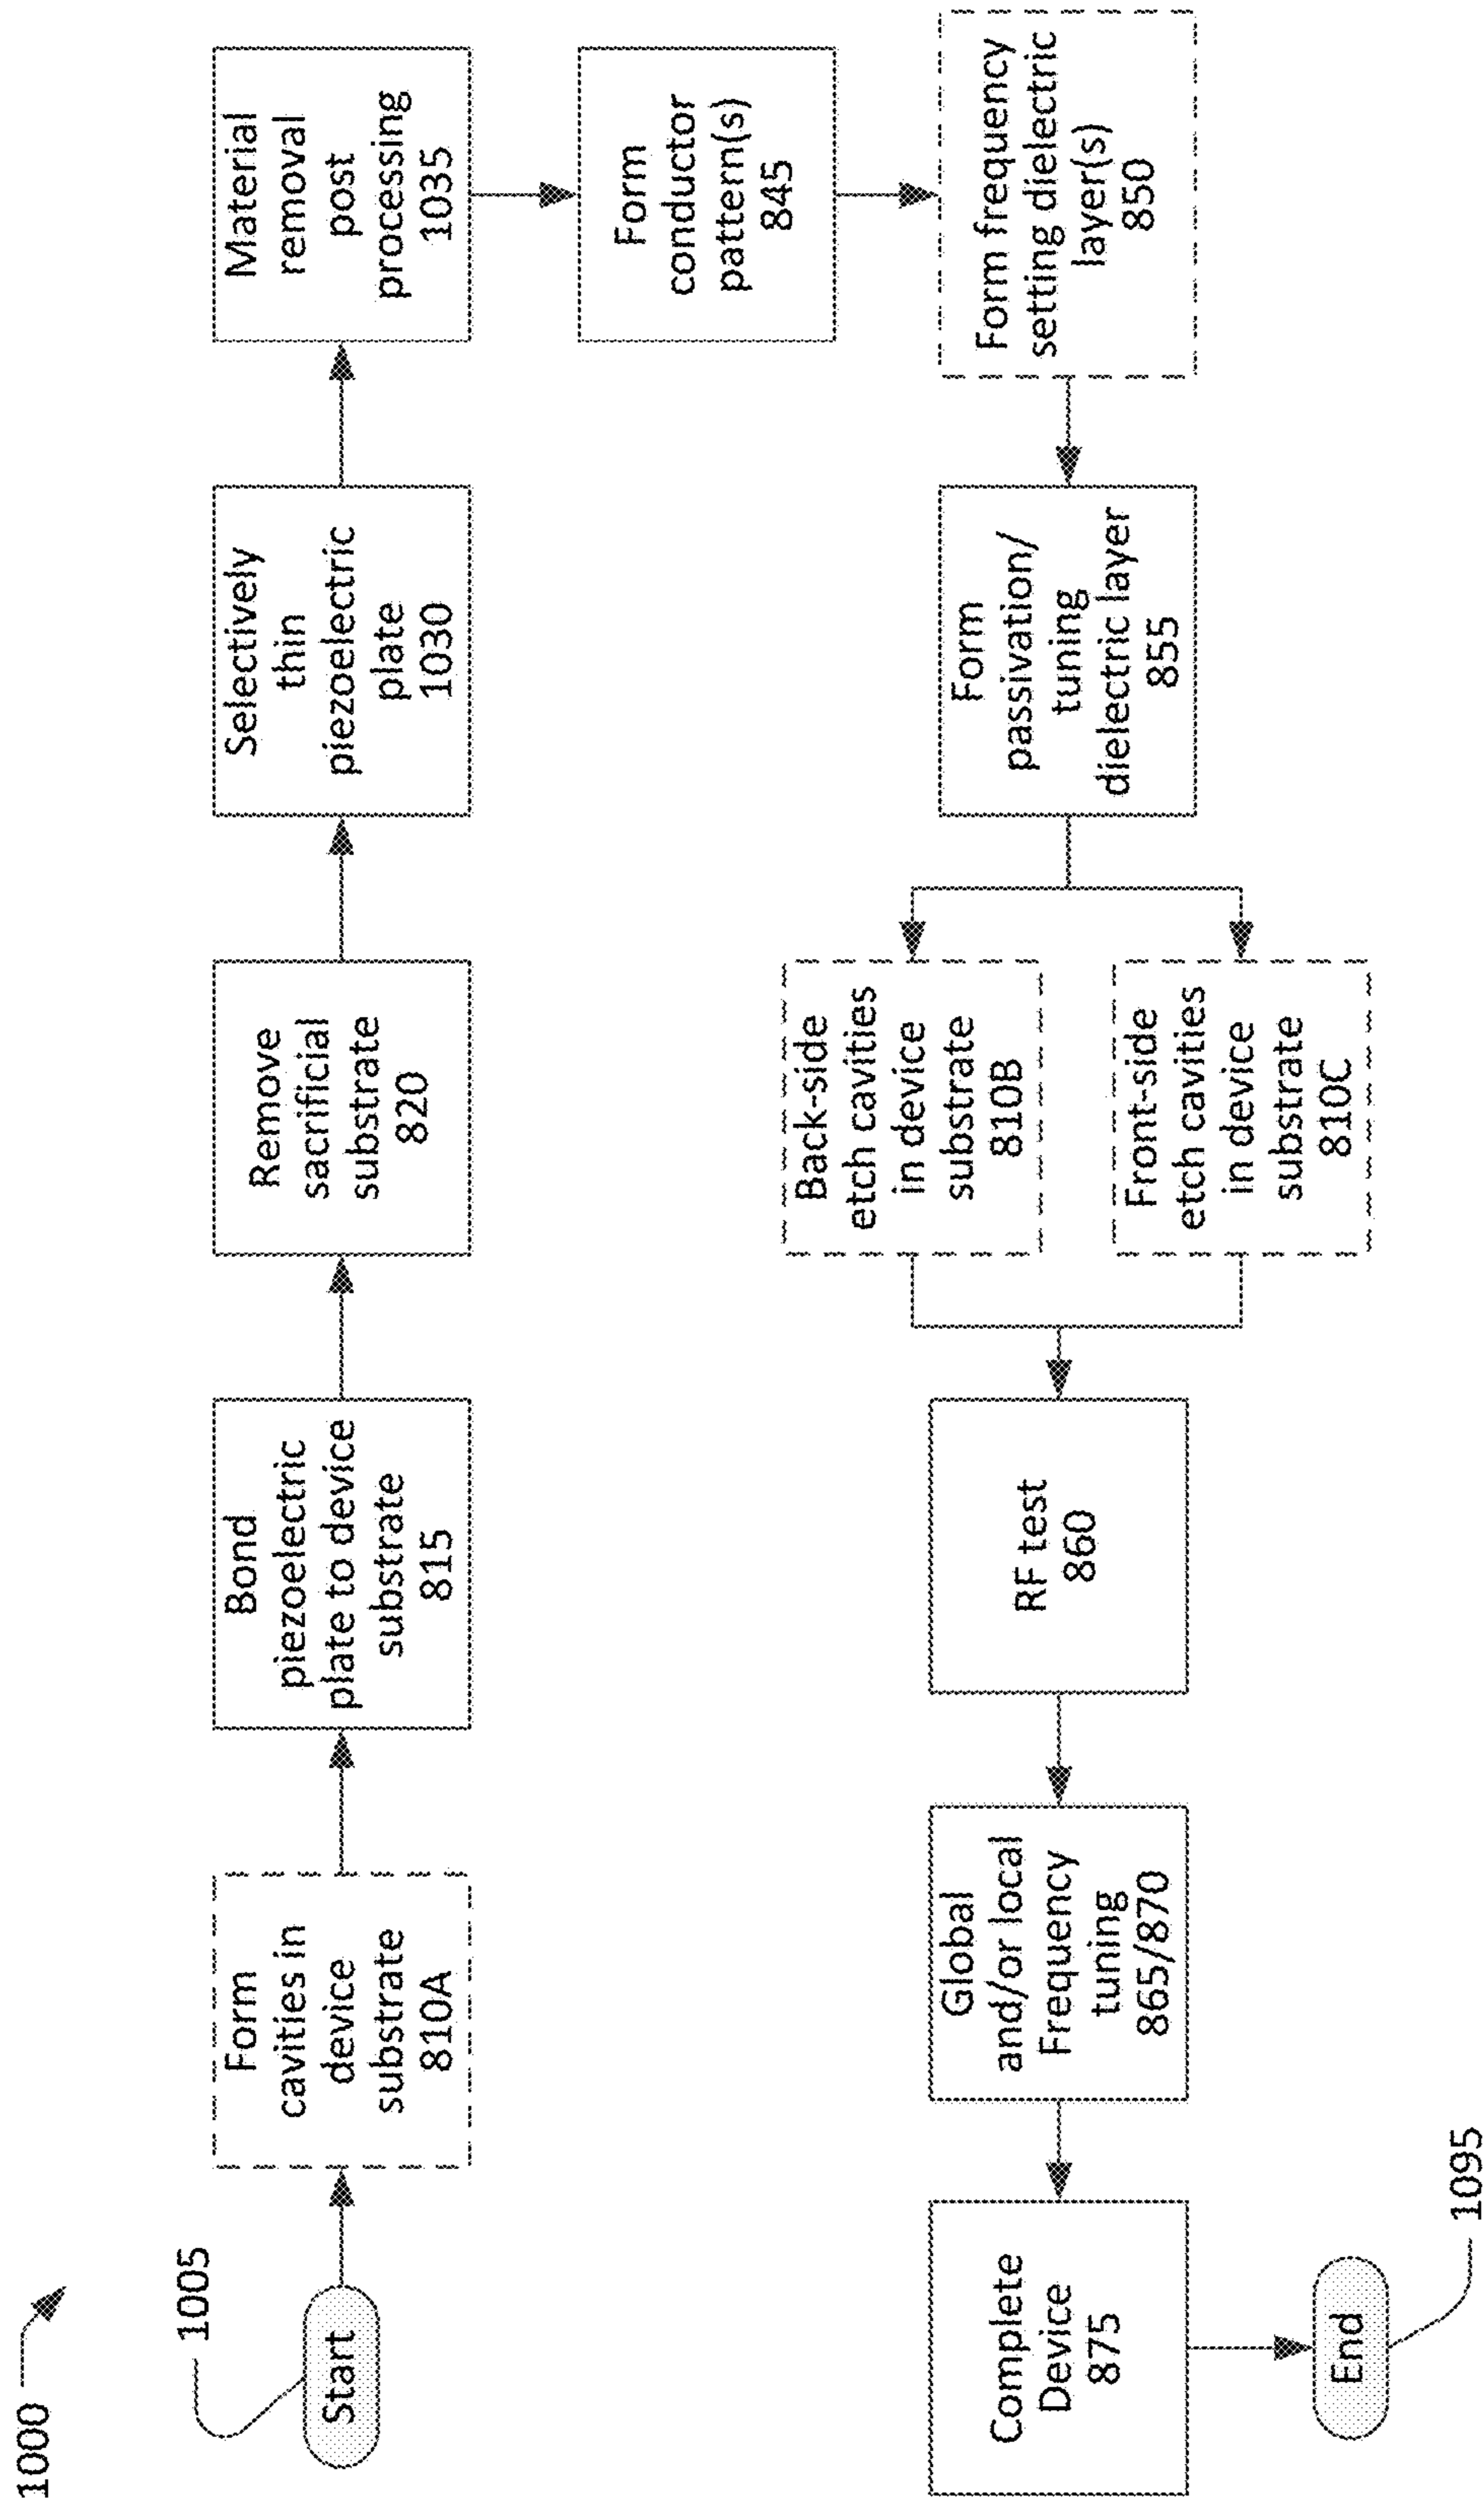 1000
1005
Start
Form
cavities in
device
substrate
810A
Bond
piezoelectric
plate to device
substrate
815
Remove
sacrificial
substrate
820
Selectively
thin
piezoelectric
plate
1030
Material
removal
post
processing
1035
Form
conductor
pattern(s)
845
Form frequency
setting dielectric
layer(s)
850
Form
passivation/
tuning
dielectric layer
855
Back-side
etch cavities
in device
substrate
810B
Front-side
etch cavities
in device
substrate
810C
RF test
860
Global
and/or local
Frequency
tuning
865/870
Complete
Device
875
End
1095